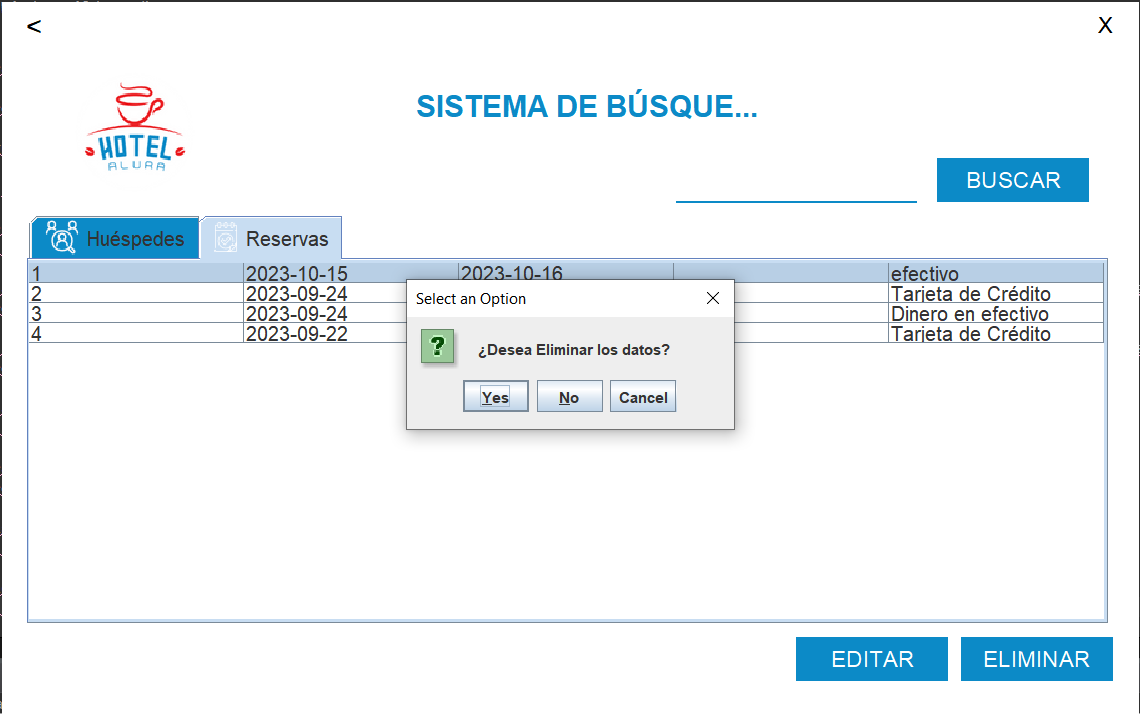 <
X
HOTEL
ALURA
SISTEMA DE BÚSQUE...
BUSCAR
Huéspedes
Reservas
1 2023-10-15 2023-10-16 efectivo
2 2023-09-24 Tarjeta de Crédito
3 2023-09-24 Dinero en efectivo
4 2023-09-22 Tarjeta de Crédito
Select an Option
?
¿Desea Eliminar los datos?
Yes No Cancel
EDITAR
ELIMINAR